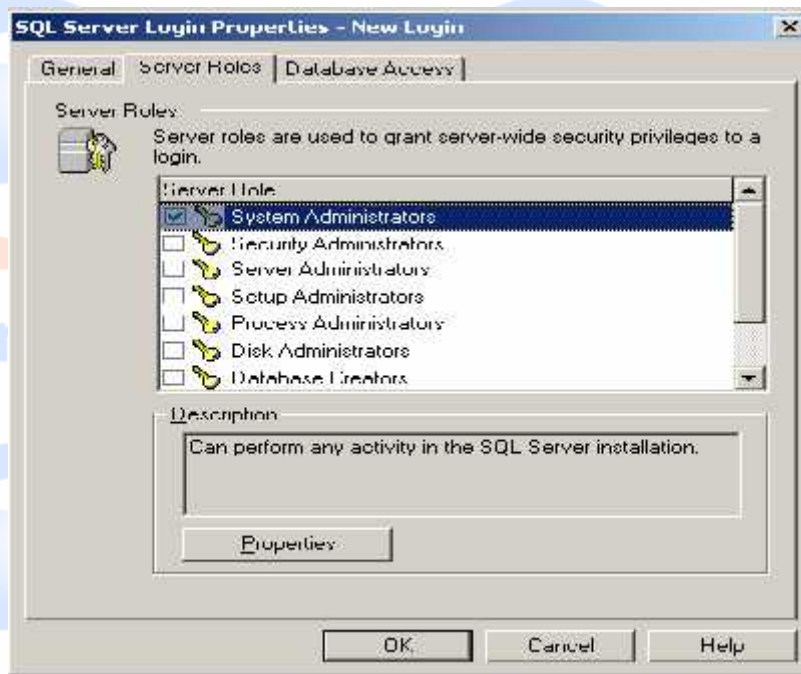 SQL Server Login Properties - New Login
General
Server Roles
Database Access
Server Roles
Server roles are used to grant server-wide security privileges to a
login.
Server Role
System Administrators
Security Administrators
Server Administrators
Setup Administrators
Process Administrators
Disk Administrators
Database Creators
Description
Can perform any activity in the SQL Server installation.
Properties
OK
Cancel
Help